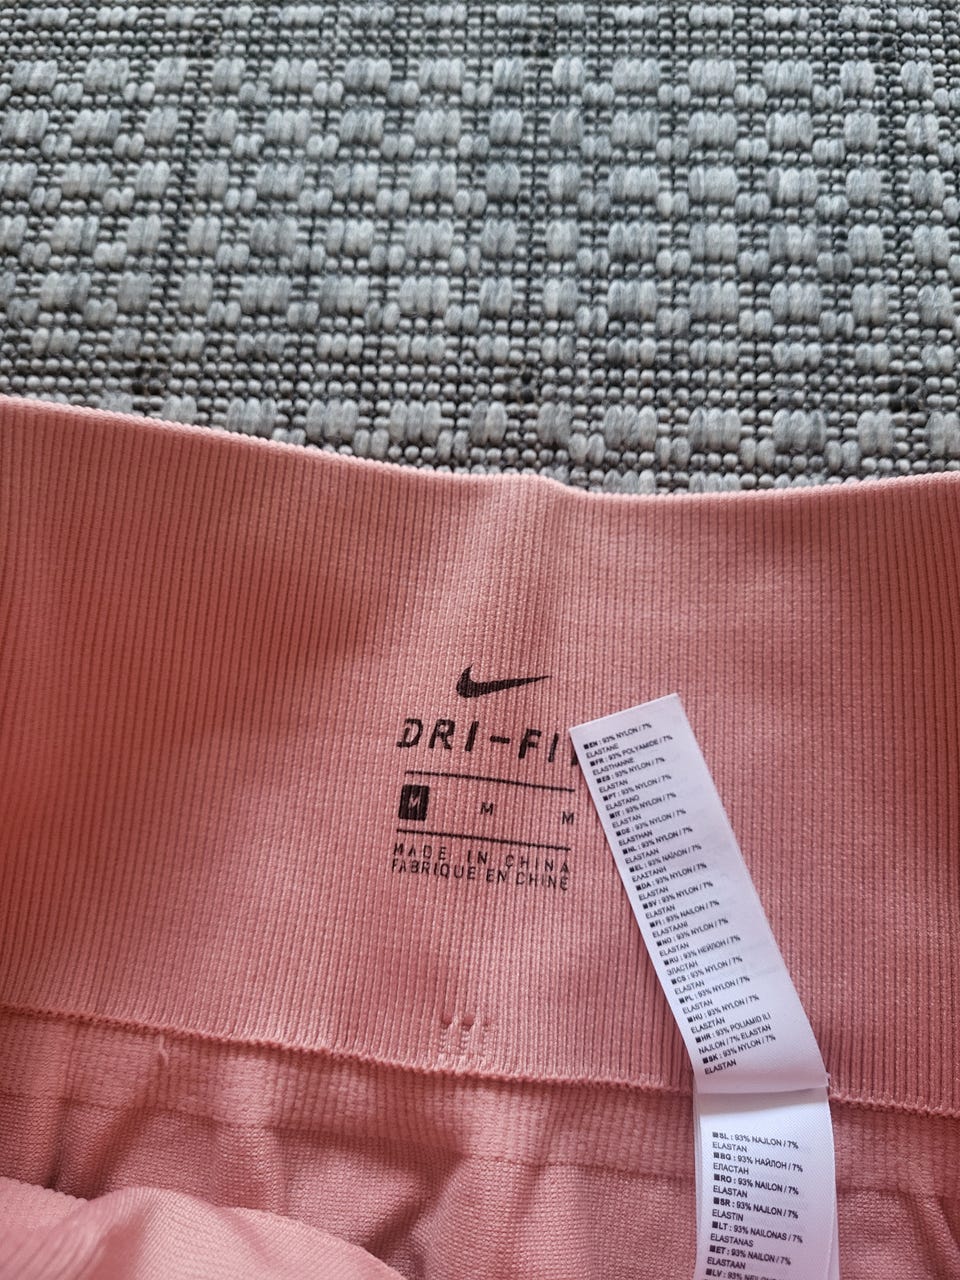 DRI-FI
M M M
MADE IN CHINA
FABRIQUE EN CHINE
EN : 93% NYLON / 7%
ELASTANE
FR : 93% POLYAMIDE / 7%
ELASTHANNE
ES : 93% NYLON / 7%
ELASTAN
PT : 93% NYLON / 7%
ELASTANO
IT : 93% NYLON / 7%
ELASTAN
DE : 93% NYLON / 7%
ELASTHAN
NL : 93% NYLON / 7%
ELASTAAN
EL : 93% ΝΑΪΛΟΝ / 7%
ΕΛΑΣΤΑΝΗ
DA : 93% NYLON / 7%
ELASTAN
SV : 93% NYLON / 7%
ELASTAN
FI : 93% NAILON / 7%
ELASTAANI
NO : 93% NYLON / 7%
ELASTAN
RU : 93% НЕЙЛОН / 7%
ЭЛАСТАН
CS : 93% NYLON / 7%
ELASTAN
PL : 93% NYLON / 7%
ELASTAN
HU : 93% NYLON / 7%
ELASZTÁN
HR : 93% POLIAMID ILI
NAJLON / 7% ELASTAN
SK : 93% NYLON / 7%
ELASTAN
SL : 93% NAJLON / 7%
ELASTAN
BG : 93% НАЙЛОН / 7%
ЕЛАСТАН
RO : 93% NAILON / 7%
ELASTAN
SR : 93% NAJLON / 7%
ELASTIN
LT : 93% NAILONAS / 7%
ELASTANAS
ET : 93% NAILON / 7%
ELASTAAN
LV : 93%